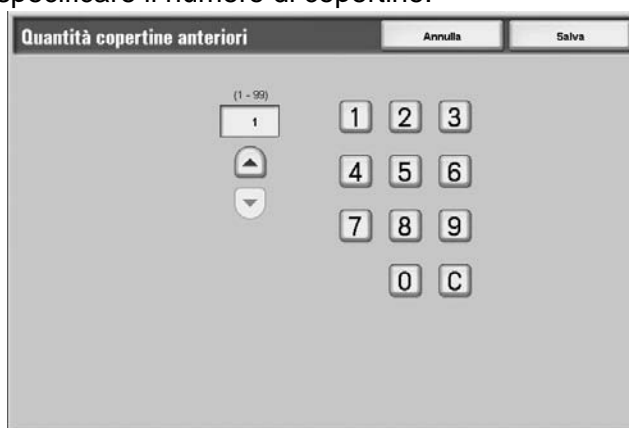 specificare il numero di copertine.
Quantità copertine anteriori Annulla Salva
(1 - 99)
1
1 2 3
4 5 6
7 8 9
0 C